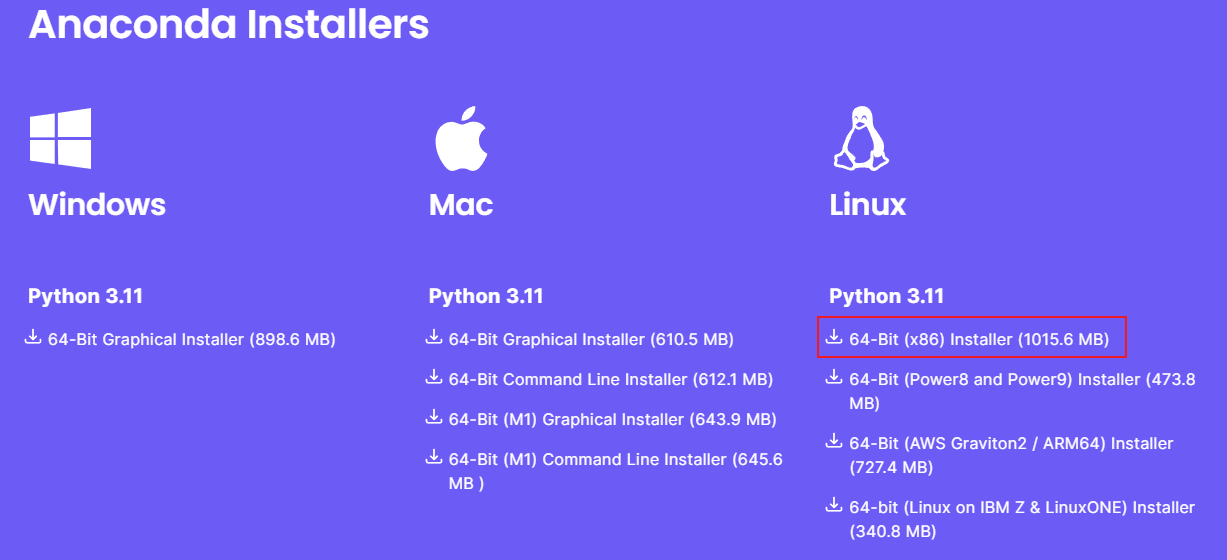 Anaconda Installers
Windows
Python 3.11
64-Bit Graphical Installer (898.6 MB)
Mac
Python 3.11
64-Bit Graphical Installer (610.5 MB)
64-Bit Command Line Installer (612.1 MB)
64-Bit (M1) Graphical Installer (643.9 MB)
64-Bit (M1) Command Line Installer (645.6
MB )
Linux
Python 3.11
64-Bit (x86) Installer (1015.6 MB)
64-Bit (Power8 and Power9) Installer (473.8
MB)
64-Bit (AWS Graviton2 / ARM64) Installer
(727.4 MB)
64-bit (Linux on IBM Z & LinuxONE) Installer
(340.8 MB)